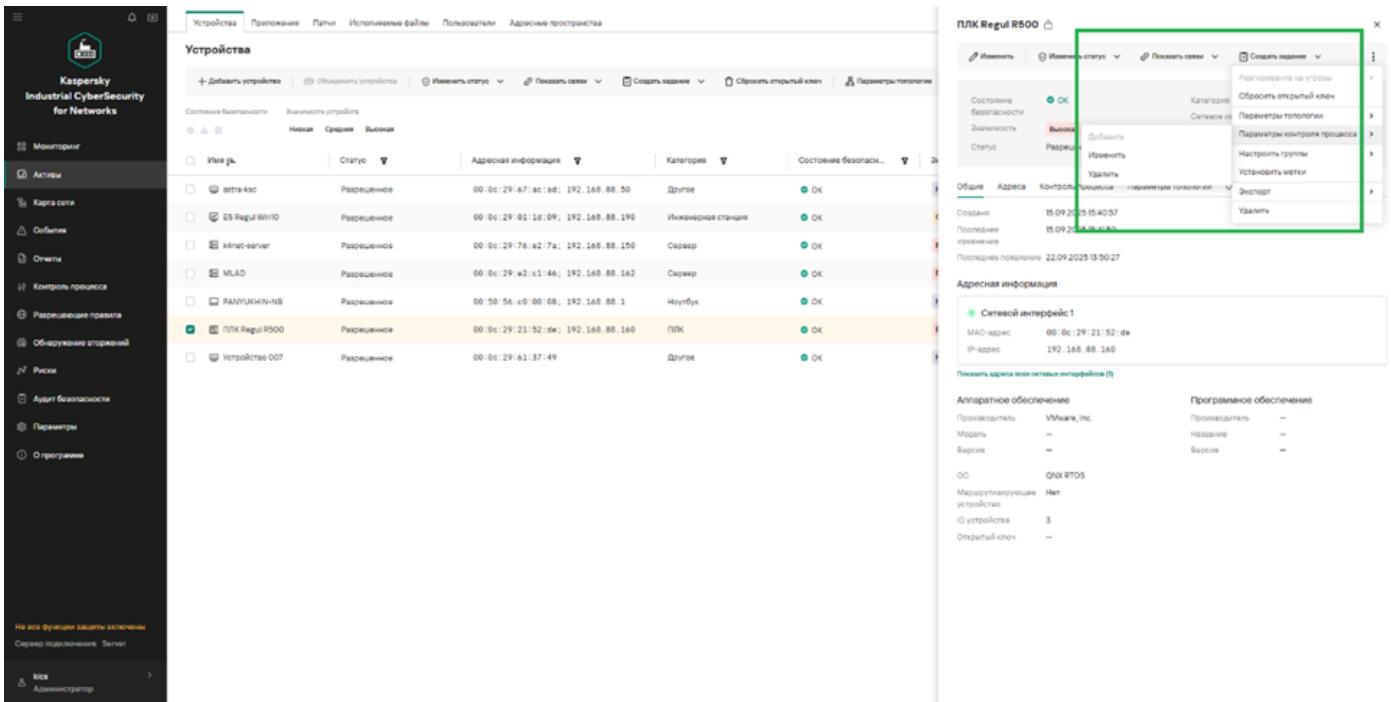 Kaspersky
Industrial CyberSecurity
for Networks
Мониторинг
Активы
Карта сети
События
Отчеты
Контроль процесса
Разрешающие правила
Обнаружение вторжений
Риски
Аудит безопасности
Параметры
О программе
Не все функции защиты включены
Сервер подключения: Server
kics
Администратор
Устройства Приложения Патчи Исполняемые файлы Пользователи Адресные пространства
Устройства
+ Добавить устройство Объединить устройства Изменить статус Показать связи Создать задание Сбросить открытый ключ Параметры топологии
Состояние безопасности Значимость устройств
Низкая Средняя Высокая
Имя Статус Адресная информация Категория Состояние безопасн...
astra-ksc Разрешенное 00:0c:29:67:ac:ad; 192.168.88.50 Другое OK
ES Regul Win10 Разрешенное 00:0c:29:01:1d:09; 192.168.88.190 Инженерная станция OK
Разрешенное 00:0c:29:76:e2:7a; 192.168.88.150 Сервер OK
MLAD Разрешенное 00:0c:29:e2:c1:46; 192.168.88.162 Сервер OK
PANYUKHIN-NB Разрешенное 00:50:56:c0:00:08; 192.168.88.1 Ноутбук OK
ПЛК Regul R500 Разрешенное 00:0c:29:21:52:de; 192.168.88.160 ПЛК OK
Устройство 007 Разрешенное 00:0c:29:61:37:49 Другое OK
ПЛК Regul R500
Изменить Изменить статус Показать связи Создать задание
Реагирование на угрозы
Сбросить открытый ключ
Параметры топологии
Параметры контроля процесса
Настроить группы
Установить метки
Экспорт
Удалить
Добавить
Изменить
Удалить
Состояние безопасности OK Категория
Значимость Высока
Статус Разреш
Общие Адреса Контроль процесса Параметры топологии
Создано 15.09.2025 15:40:57
Последнее изменение 15.09.2025
Последнее появление 22.09.2025 13:50:27
Адресная информация
Сетевой интерфейс 1
MAC-адрес 00:0c:29:21:52:de
IP-адрес 192.168.88.160
Показать адреса всех сетевых интерфейсов (1)
Аппаратное обеспечение Программное обеспечение
Производитель VMware, Inc. Производитель —
Модель — Название —
Версия — Версия —
ОС QNX RTOS
Маршрутизирующее устройство Нет
ID устройства 3
Открытый ключ —